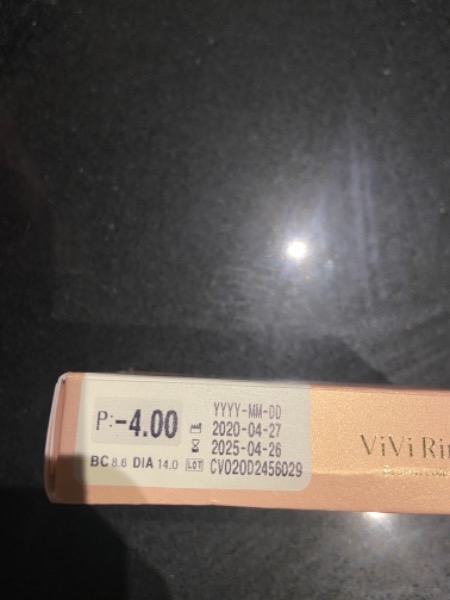 YYYY-MM-DD
P:-4.00
2020-04-27
2025-04-26
BC 8.6 DIA 14.0 LOT CV020D2456029
ViVi Rin